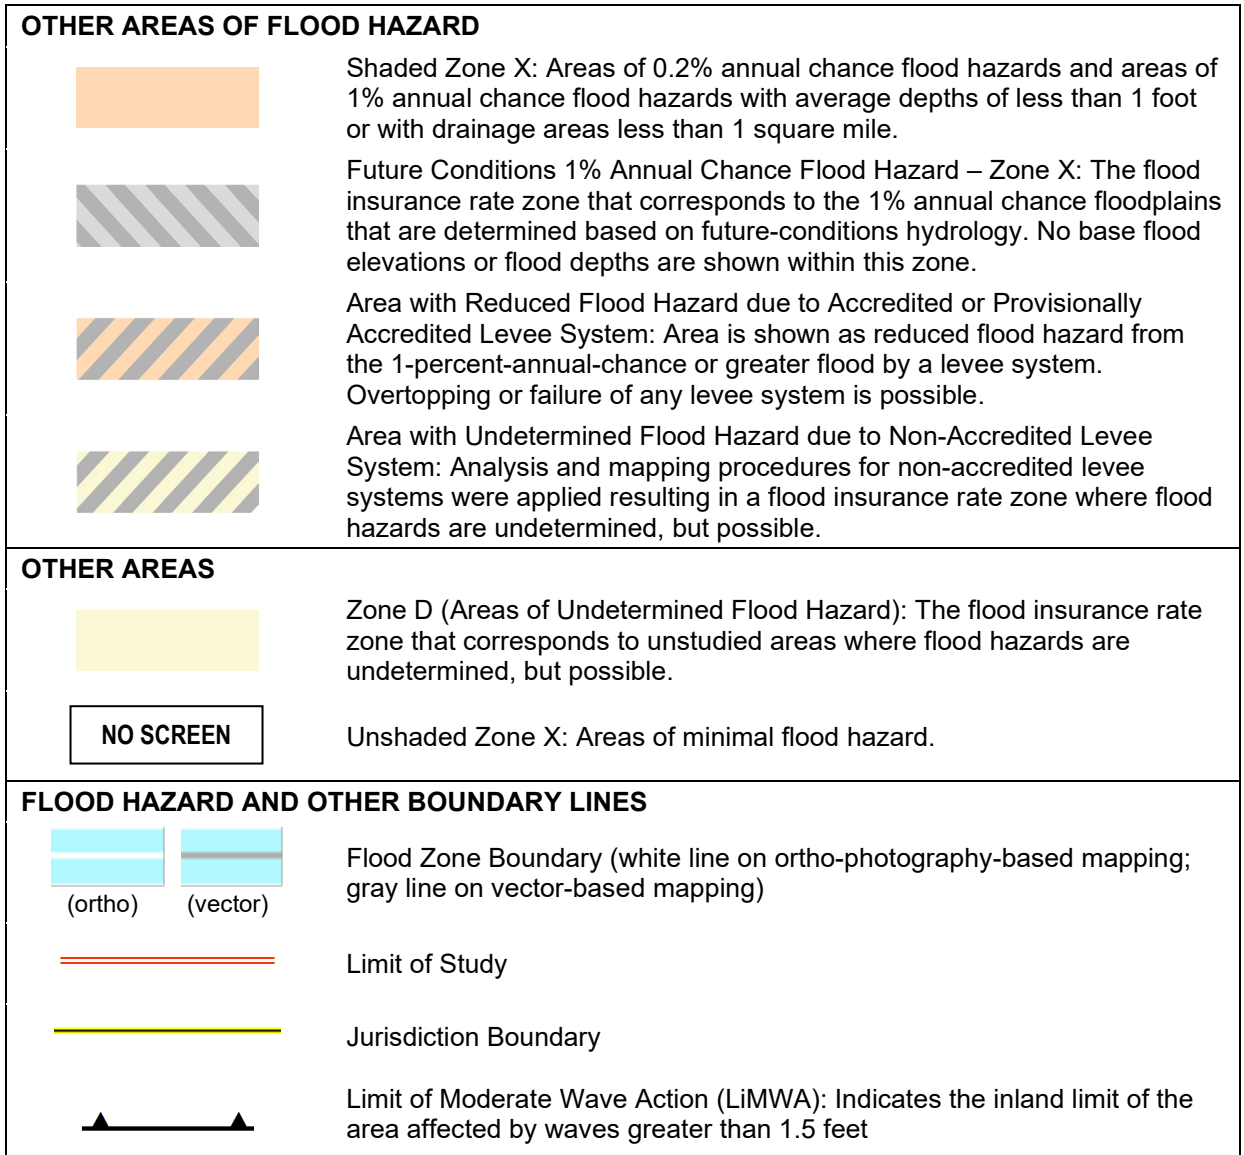 OTHER AREAS OF FLOOD HAZARD
Shaded Zone X: Areas of 0.2% annual chance flood hazards and areas of
1% annual chance flood hazards with average depths of less than 1 foot
or with drainage areas less than 1 square mile.
Future Conditions 1% Annual Chance Flood Hazard – Zone X: The flood
insurance rate zone that corresponds to the 1% annual chance floodplains
that are determined based on future-conditions hydrology. No base flood
elevations or flood depths are shown within this zone.
Area with Reduced Flood Hazard due to Accredited or Provisionally
Accredited Levee System: Area is shown as reduced flood hazard from
the 1-percent-annual-chance or greater flood by a levee system.
Overtopping or failure of any levee system is possible.
Area with Undetermined Flood Hazard due to Non-Accredited Levee
System: Analysis and mapping procedures for non-accredited levee
systems were applied resulting in a flood insurance rate zone where flood
hazards are undetermined, but possible.
OTHER AREAS
Zone D (Areas of Undetermined Flood Hazard): The flood insurance rate
zone that corresponds to unstudied areas where flood hazards are
undetermined, but possible.
NO SCREEN
Unshaded Zone X: Areas of minimal flood hazard.
FLOOD HAZARD AND OTHER BOUNDARY LINES
(ortho) (vector)
Flood Zone Boundary (white line on ortho-photography-based mapping;
gray line on vector-based mapping)
Limit of Study
Jurisdiction Boundary
Limit of Moderate Wave Action (LiMWA): Indicates the inland limit of the
area affected by waves greater than 1.5 feet